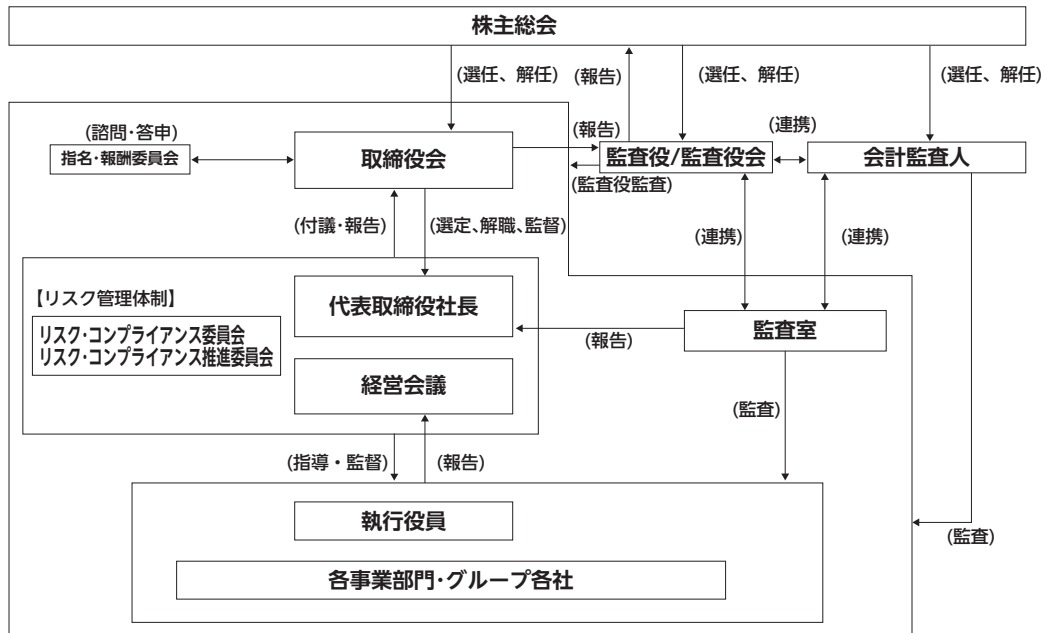 株主総会
(選任、解任)
(報告)
(選任、解任)
(選任、解任)
(諮問･答申)
指名･報酬委員会
取締役会
(報告)
監査役/監査役会
(連携)
会計監査人
(監査役監査)
(付議･報告)
(選定、解職、監督)
(連携)
(連携)
【リスク管理体制】
リスク･コンプライアンス委員会
リスク･コンプライアンス推進委員会
代表取締役社長
(報告)
監査室
経営会議
(監査)
(指導・監督)
(報告)
執行役員
(監査)
各事業部門･グループ各社